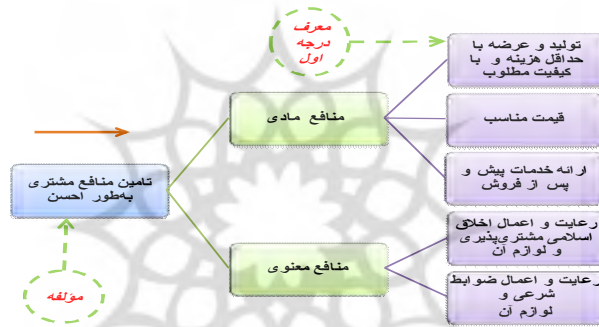 معرف
درجه
اول
تولید و عرضه با
حداقل هزینه و با
کیفیت مطلوب
منافع مادی
قیمت مناسب
ارائه خدمات پیش و
پس از فروش
تامین منافع مشتری
به‌طور احسن
رعایت و اعمال اخلاق
اسلامی مشتری‌پذیری
و لوازم آن
منافع معنوی
رعایت و اعمال ضوابط
شرعی و
لوازم آن
مؤلفه